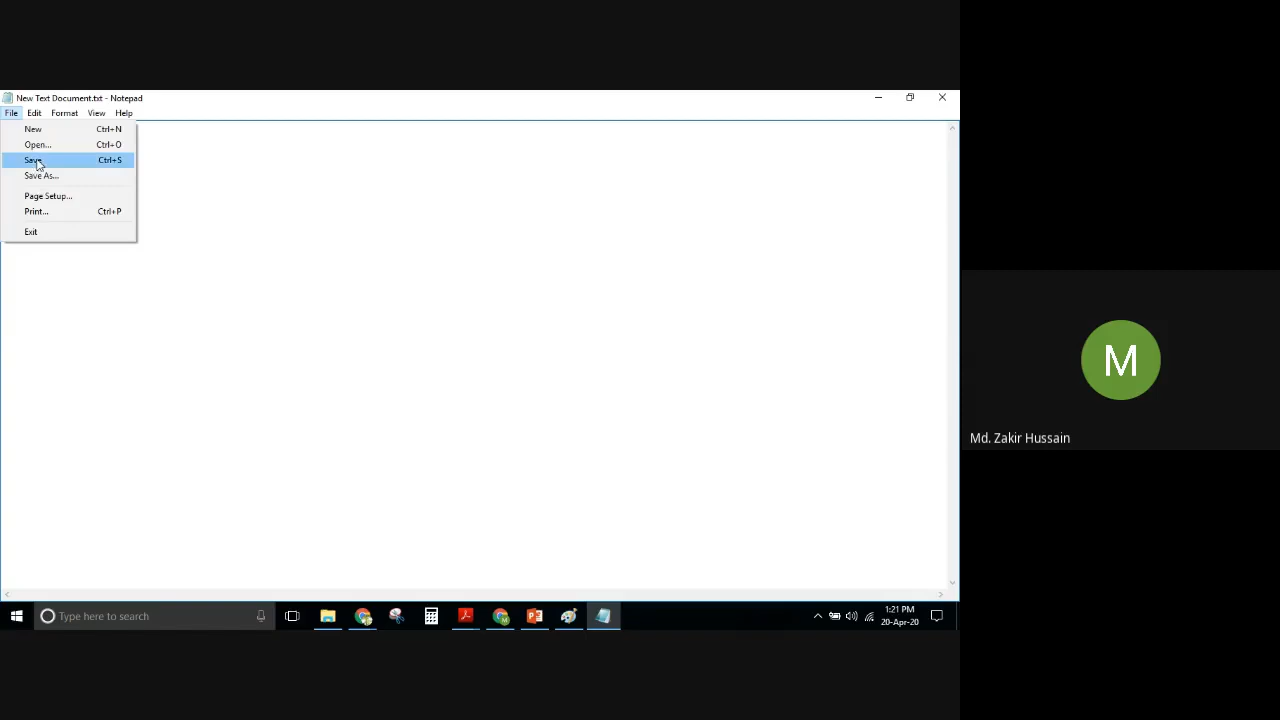 New Text Document.txt - Notepad
File Edit Format View Help
New Ctrl+N
Open... Ctrl+O
Save Ctrl+S
Save As...
Page Setup...
Print... Ctrl+P
Exit
M
Md. Zakir Hussain
Type here to search
1:21 PM
20-Apr-20